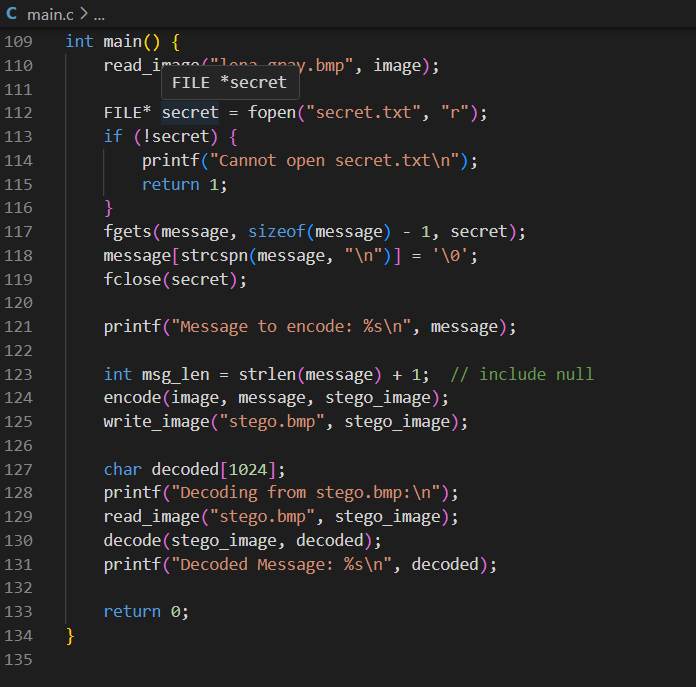 C main.c > ...
109 int main() {
110 read_image("lena_gray.bmp", image);
FILE *secret
111
112 FILE* secret = fopen("secret.txt", "r");
113 if (!secret) {
114 printf("Cannot open secret.txt\n");
115 return 1;
116 }
117 fgets(message, sizeof(message) - 1, secret);
118 message[strcspn(message, "\n")] = '\0';
119 fclose(secret);
120
121 printf("Message to encode: %s\n", message);
122
123 int msg_len = strlen(message) + 1;  // include null
124 encode(image, message, stego_image);
125 write_image("stego.bmp", stego_image);
126
127 char decoded[1024];
128 printf("Decoding from stego.bmp:\n");
129 read_image("stego.bmp", stego_image);
130 decode(stego_image, decoded);
131 printf("Decoded Message: %s\n", decoded);
132
133 return 0;
134 }
135